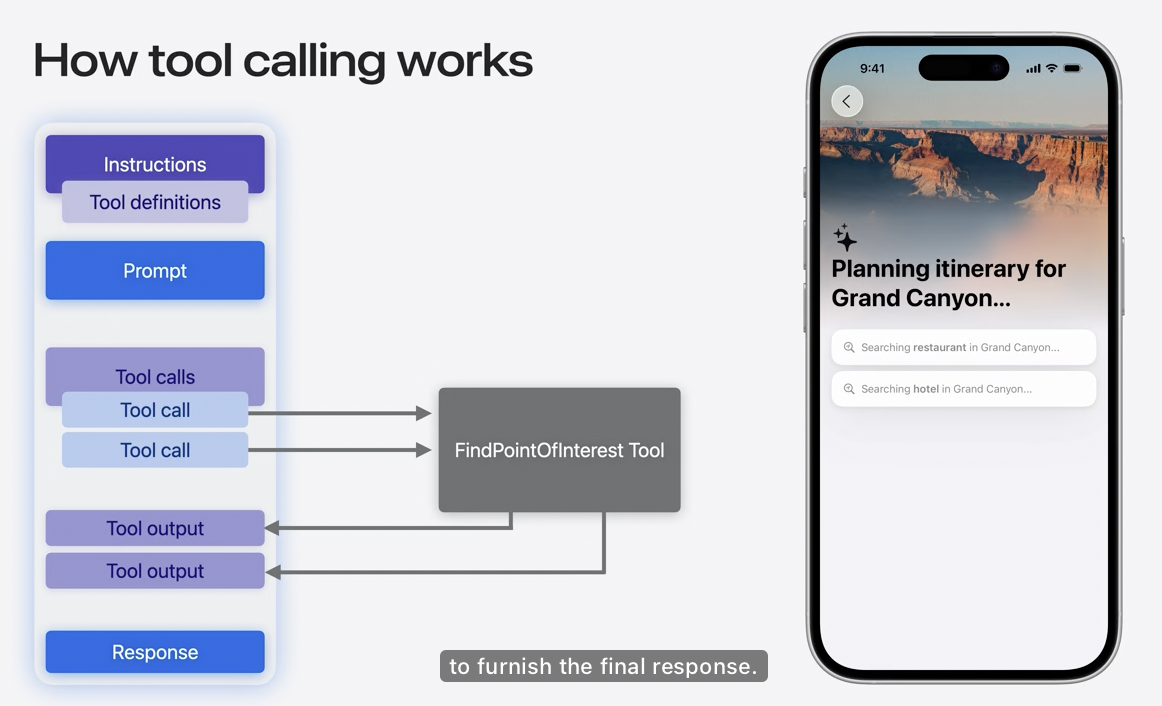 How tool calling works
Instructions
Tool definitions
Prompt
Tool calls
Tool call
Tool call
FindPointOfInterest Tool
Tool output
Tool output
Response
to furnish the final response.
9:41
Planning itinerary for
Grand Canyon...
Searching restaurant in Grand Canyon...
Searching hotel in Grand Canyon...